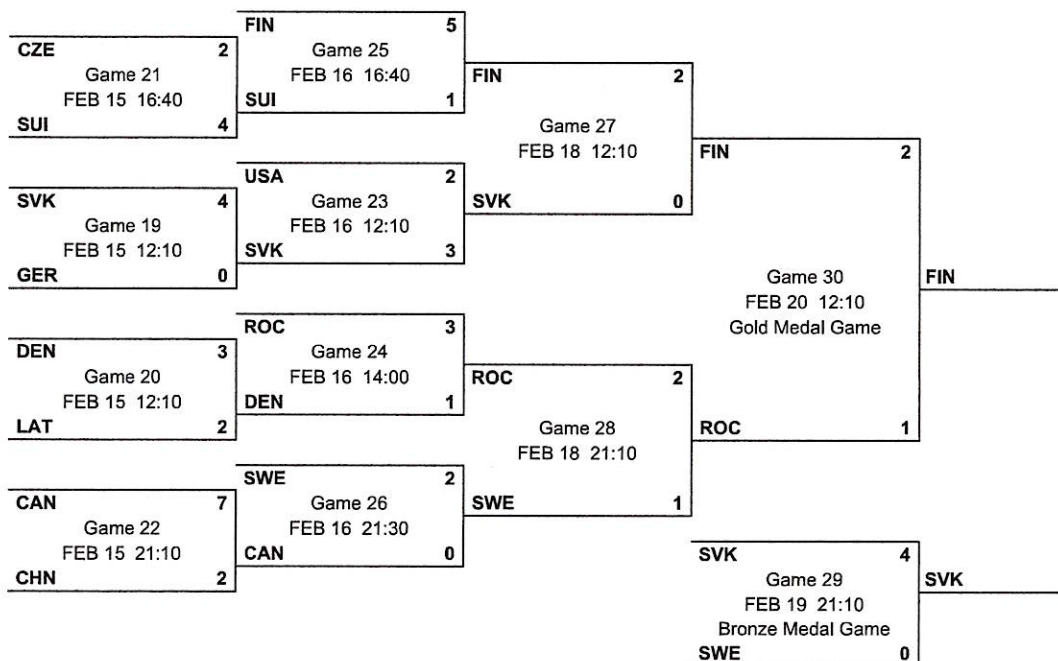 CZE 2
Game 21
FEB 15 16:40
SUI 4
SVK 4
Game 19
FEB 15 12:10
GER 0
DEN 3
Game 20
FEB 15 12:10
LAT 2
CAN 7
Game 22
FEB 15 21:10
CHN 2
FIN 5
Game 25
FEB 16 16:40
SUI 1
USA 2
Game 23
FEB 16 12:10
SVK 3
ROC 3
Game 24
FEB 16 14:00
DEN 1
SWE 2
Game 26
FEB 16 21:30
CAN 0
FIN 2
Game 27
FEB 18 12:10
SVK 0
ROC 2
Game 28
FEB 18 21:10
SWE 1
FIN 2
Game 30
FEB 20 12:10
Gold Medal Game
ROC 1
FIN
SVK 4
Game 29
FEB 19 21:10
Bronze Medal Game
SWE 0
SVK